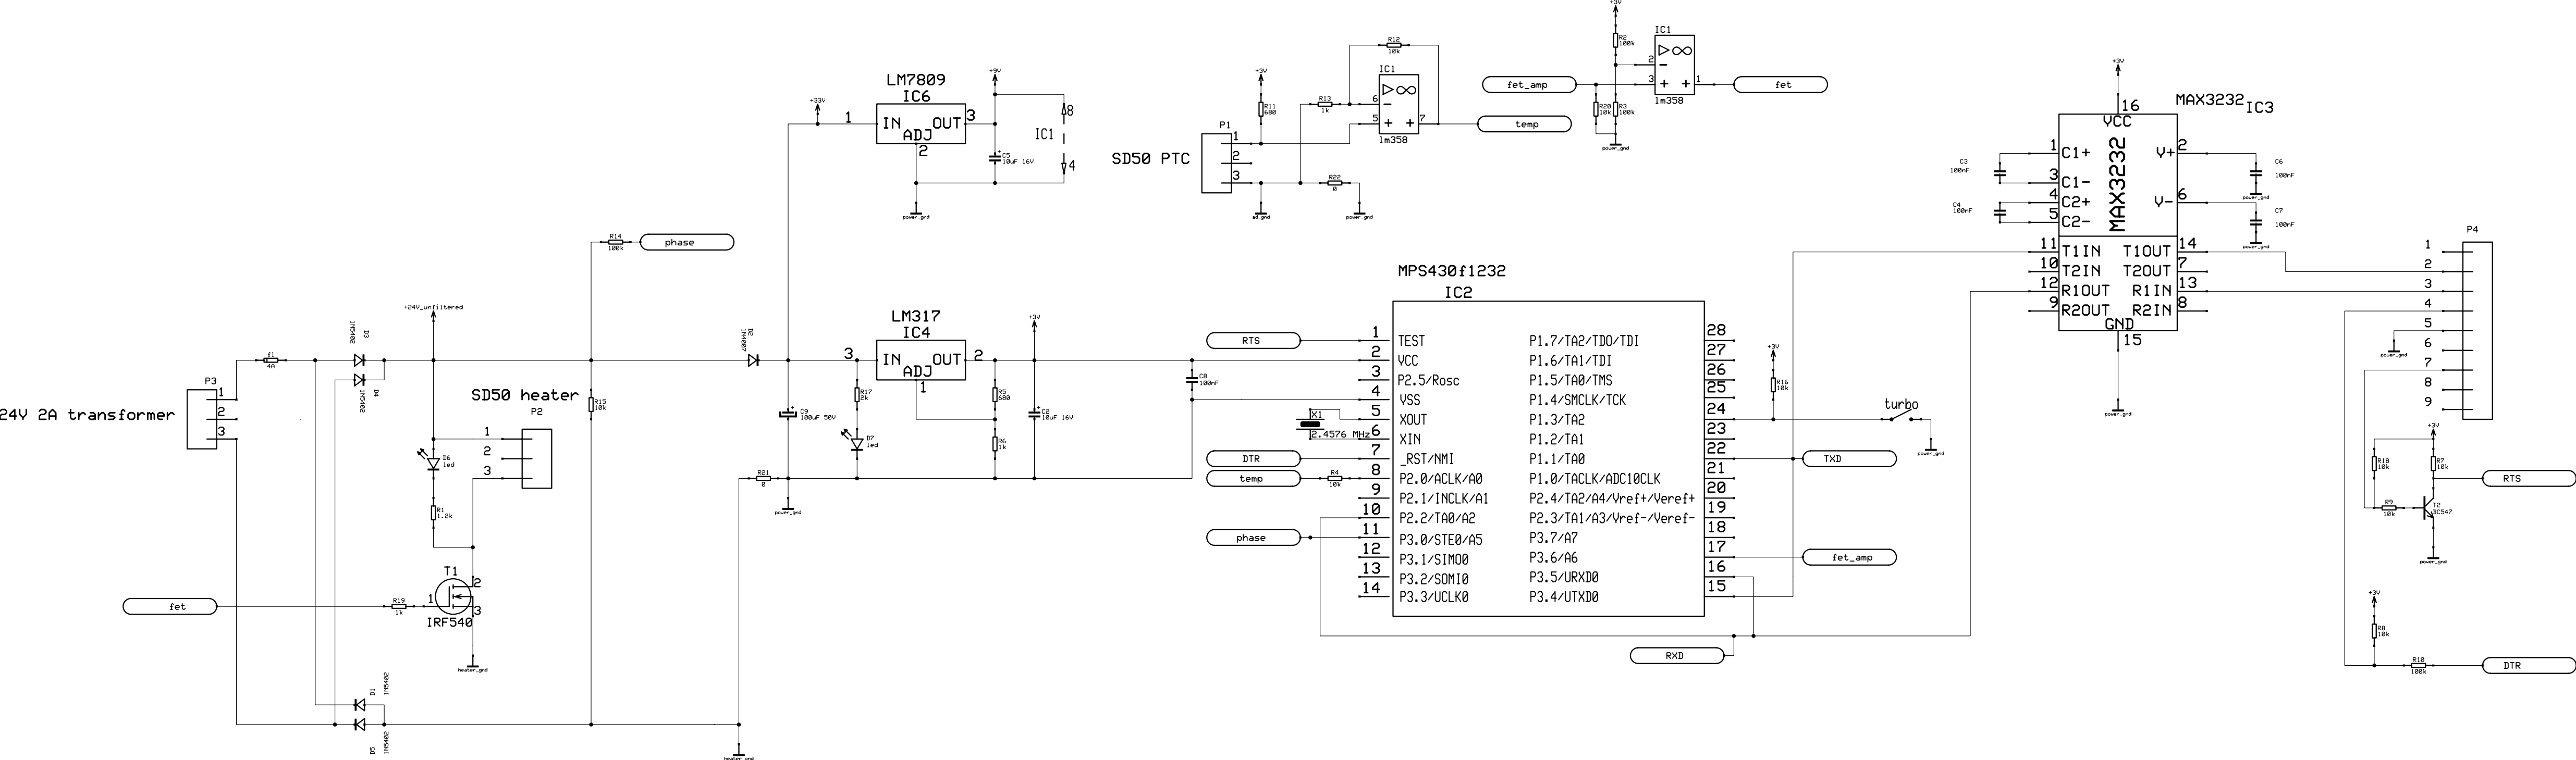 24V 2A transformer
P3
1
2
3
f1
4A
D3
1N5402
D4
1N5402
D1
1N5402
D5
1N5402
+24V_unfiltered
SD50 heater
P2
1
2
3
D6
led
R1
1.2k
T1
1
2
3
IRF540
heater_gnd
fet
R19
1k
R14
100k
phase
R15
10k
D2
1N4007
heater_gnd
R21
0
power_gnd
C9
100uF 50V
+33V
LM7809
IC6
1
IN
OUT
3
ADJ
2
+9V
C5
10uF 16V
IC1
8
4
power_gnd
LM317
IC4
3
IN
OUT
2
ADJ
1
R17
2k
D7
led
R5
680
R6
1k
+3V
C2
10uF 16V
C8
100nF
SD50 PTC
P1
1
2
3
+3V
R11
680
ad_gnd
R13
1k
R12
10k
R22
0
power_gnd
IC1
6
5
7
lm358
temp
fet_amp
+3V
R2
100k
R20
10k
R3
100k
power_gnd
IC1
2
3
1
lm358
fet
MPS430f1232
IC2
1
TEST
2
VCC
3
P2.5/Rosc
4
VSS
5
XOUT
6
XIN
7
_RST/NMI
8
P2.0/ACLK/A0
9
P2.1/INCLK/A1
10
P2.2/TA0/A2
11
P3.0/STE0/A5
12
P3.1/SIMO0
13
P3.2/SOMI0
14
P3.3/UCLK0
P1.7/TA2/TDO/TDI
28
P1.6/TA1/TDI
27
P1.5/TA0/TMS
26
P1.4/SMCLK/TCK
25
P1.3/TA2
24
P1.2/TA1
23
P1.1/TA0
22
P1.0/TACLK/ADC10CLK
21
P2.4/TA2/A4/Vref+/Veref+
20
P2.3/TA1/A3/Vref-/Veref-
19
P3.7/A7
18
P3.6/A6
17
P3.5/URXD0
16
P3.4/UTXD0
15
RTS
X1
2.4576 MHz
DTR
temp
R4
10k
phase
+3V
R16
10k
turbo
power_gnd
TXD
fet_amp
RXD
+3V
MAX3232
IC3
16
VCC
MAX3232
1
C1+
3
C1-
4
C2+
5
C2-
V+
2
V-
6
11
T1IN
T1OUT
14
10
T2IN
T2OUT
7
12
R1OUT
R1IN
13
9
R2OUT
R2IN
8
GND
15
power_gnd
C3
100nF
C4
100nF
C6
100nF
power_gnd
C7
100nF
power_gnd
P4
1
2
3
4
5
6
7
8
9
power_gnd
+3V
R18
10k
R7
10k
RTS
R9
10k
T2
BC547
power_gnd
+3V
R8
10k
R10
100k
DTR